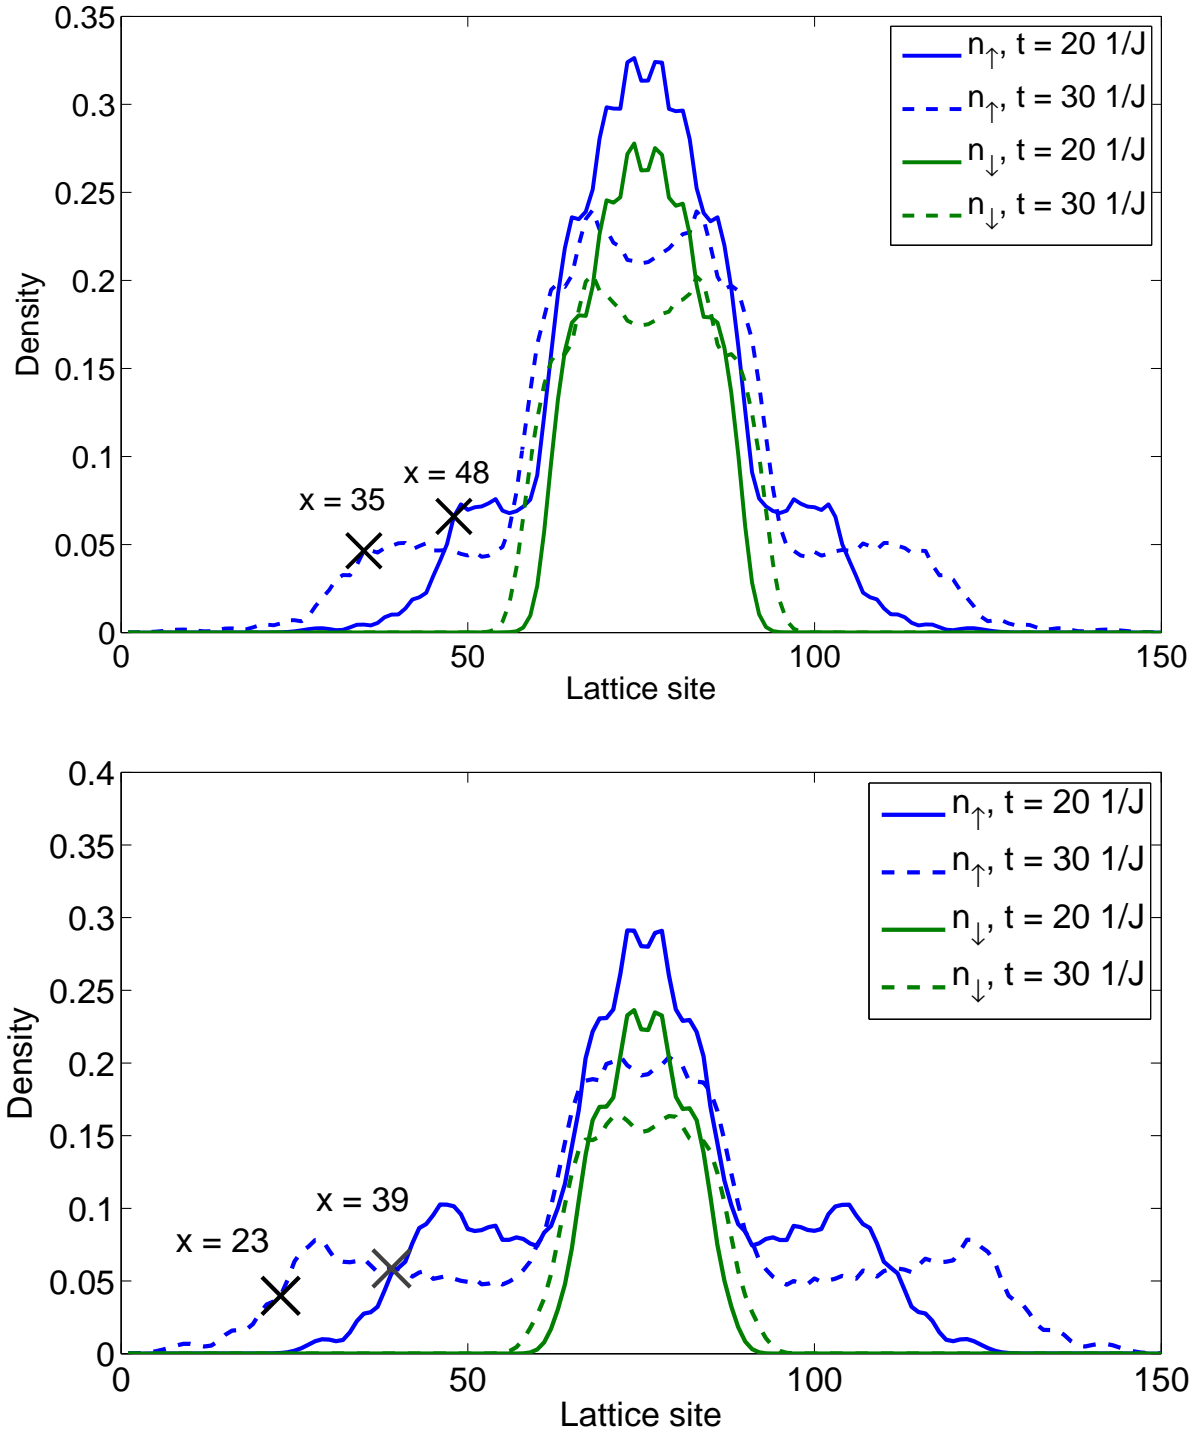 0.35
0.3
0.25
0.2
0.15
0.1
0.05
0
Density
n↑, t = 20 1/J
n↑, t = 30 1/J
n↓, t = 20 1/J
n↓, t = 30 1/J
x = 48
x = 35
0 50 100 150
Lattice site
0.4
0.35
0.3
0.25
0.2
0.15
0.1
0.05
0
Density
n↑, t = 20 1/J
n↑, t = 30 1/J
n↓, t = 20 1/J
n↓, t = 30 1/J
x = 39
x = 23
0 50 100 150
Lattice site